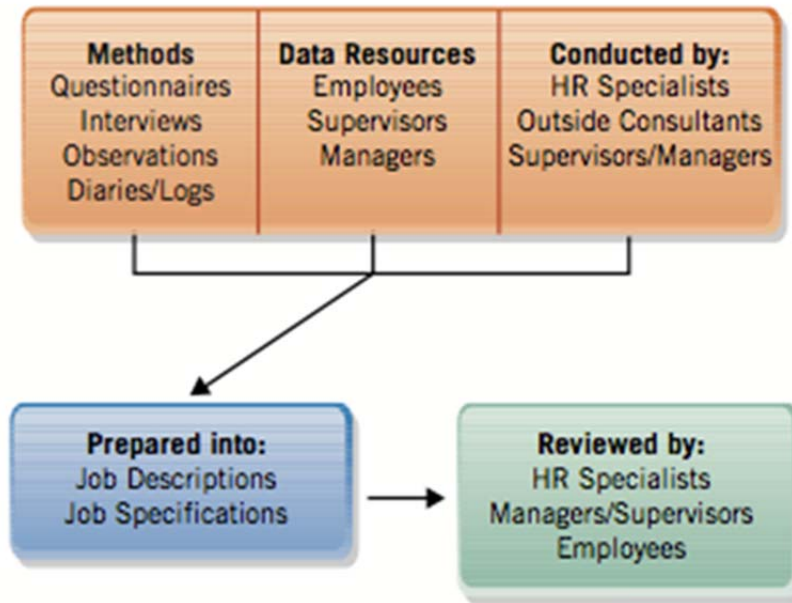 Methods
Questionnaires
Interviews
Observations
Diaries/Logs
Data Resources
Employees
Supervisors
Managers
Conducted by:
HR Specialists
Outside Consultants
Supervisors/Managers
Prepared into:
Job Descriptions
Job Specifications
Reviewed by:
HR Specialists
Managers/Supervisors
Employees